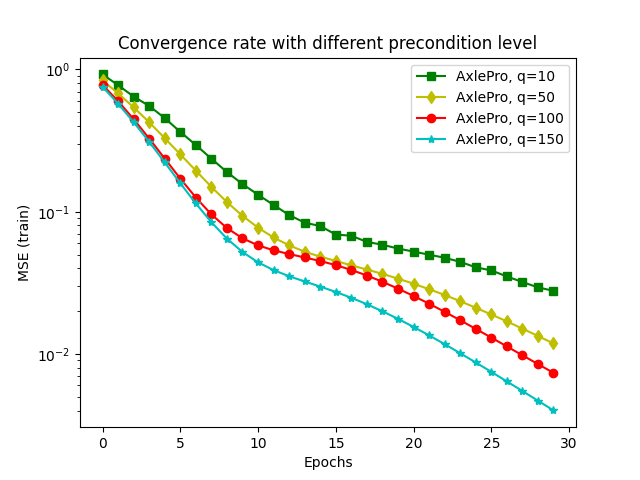 Convergence rate with different precondition level
AxlePro, q=10
AxlePro, q=50
AxlePro, q=100
AxlePro, q=150
MSE (train)
10⁰
10⁻¹
10⁻²
0 5 10 15 20 25 30
Epochs